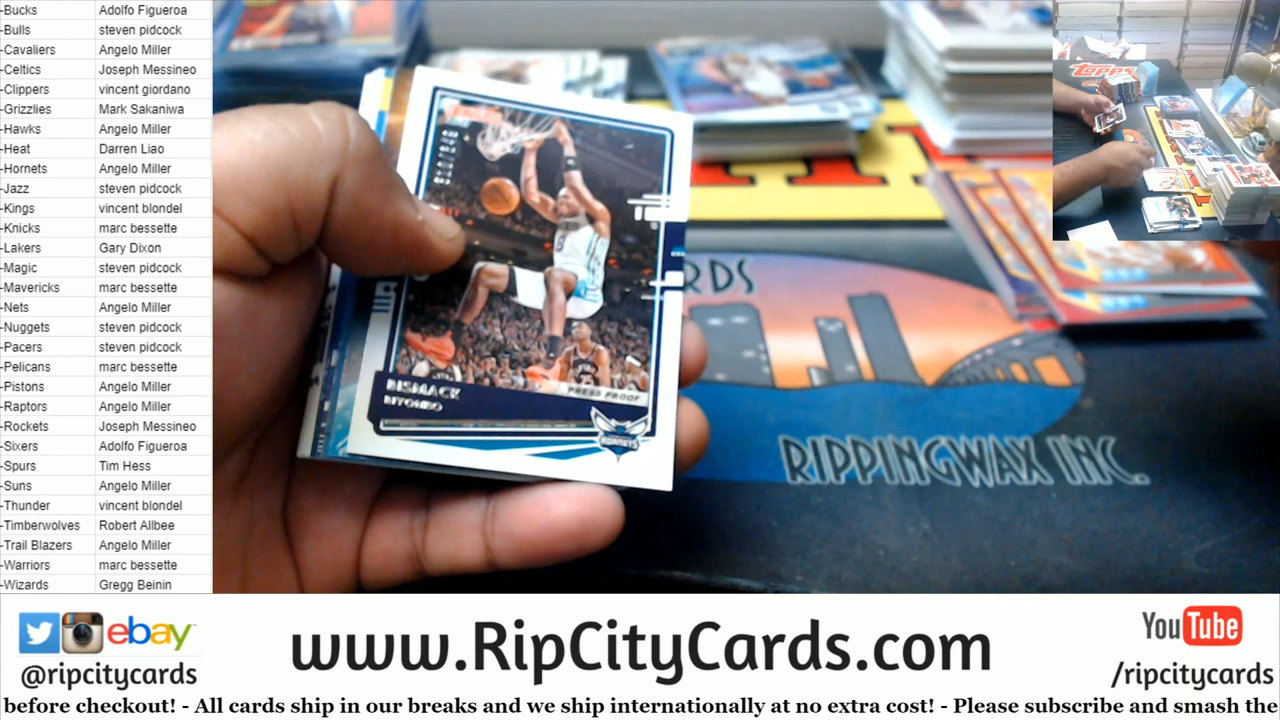 -Bucks Adolfo Figueroa
-Bulls steven pidcock
-Cavaliers Angelo Miller
-Celtics Joseph Messineo
-Clippers vincent giordano
-Grizzlies Mark Sakaniwa
-Hawks Angelo Miller
-Heat Darren Liao
-Hornets Angelo Miller
-Jazz steven pidcock
-Kings vincent blondel
-Knicks marc bessette
-Lakers Gary Dixon
-Magic steven pidcock
-Mavericks marc bessette
-Nets Angelo Miller
-Nuggets steven pidcock
-Pacers steven pidcock
-Pelicans marc bessette
-Pistons Angelo Miller
-Raptors Angelo Miller
-Rockets Joseph Messineo
-Sixers Adolfo Figueroa
-Spurs Tim Hess
-Suns Angelo Miller
-Thunder vincent blondel
-Timberwolves Robert Allbee
-Trail Blazers Angelo Miller
-Warriors marc bessette
-Wizards Gregg Beinin
BISMACK
BIYOMBO
PRESS PROOF
HORNETS
RDS
RIPPINGWAX INC.
Topps
ebay
@ripcitycards
www.RipCityCards.com
YouTube
/ripcitycards
before checkout! - All cards ship in our breaks and we ship internationally at no extra cost! - Please subscribe and smash the